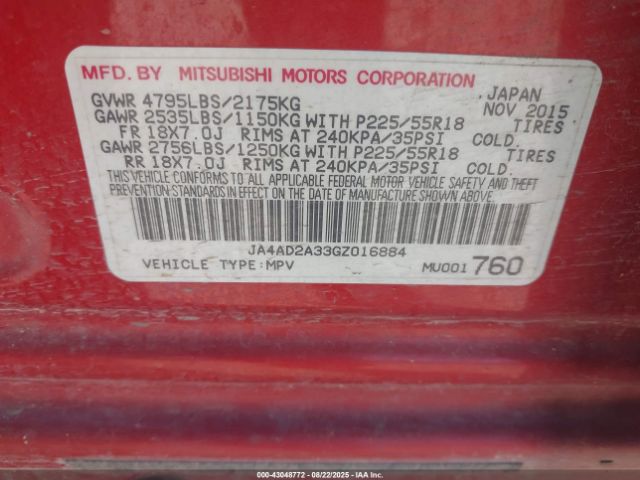 MFD. BY MITSUBISHI MOTORS CORPORATION
JAPAN
GVWR 4795LBS/2175KG NOV 2015
GAWR 2535LBS/1150KG WITH P225/55R18 TIRES
FR 18X7.0J RIMS AT 240KPA/35PSI COLD.
GAWR 2756LBS/1250KG WITH P225/55R18 TIRES
RR 18X7.0J RIMS AT 240KPA/35PSI COLD.
THIS VEHICLE CONFORMS TO ALL APPLICABLE FEDERAL MOTOR VEHICLE SAFETY AND THEFT
PREVENTION STANDARDS IN EFFECT ON THE DATE OF MANUFACTURE SHOWN ABOVE.
JA4AD2A33GZ016884
VEHICLE TYPE:MPV MU001 760
© 000-43048772 - 08/22/2025 - IAAI.COM